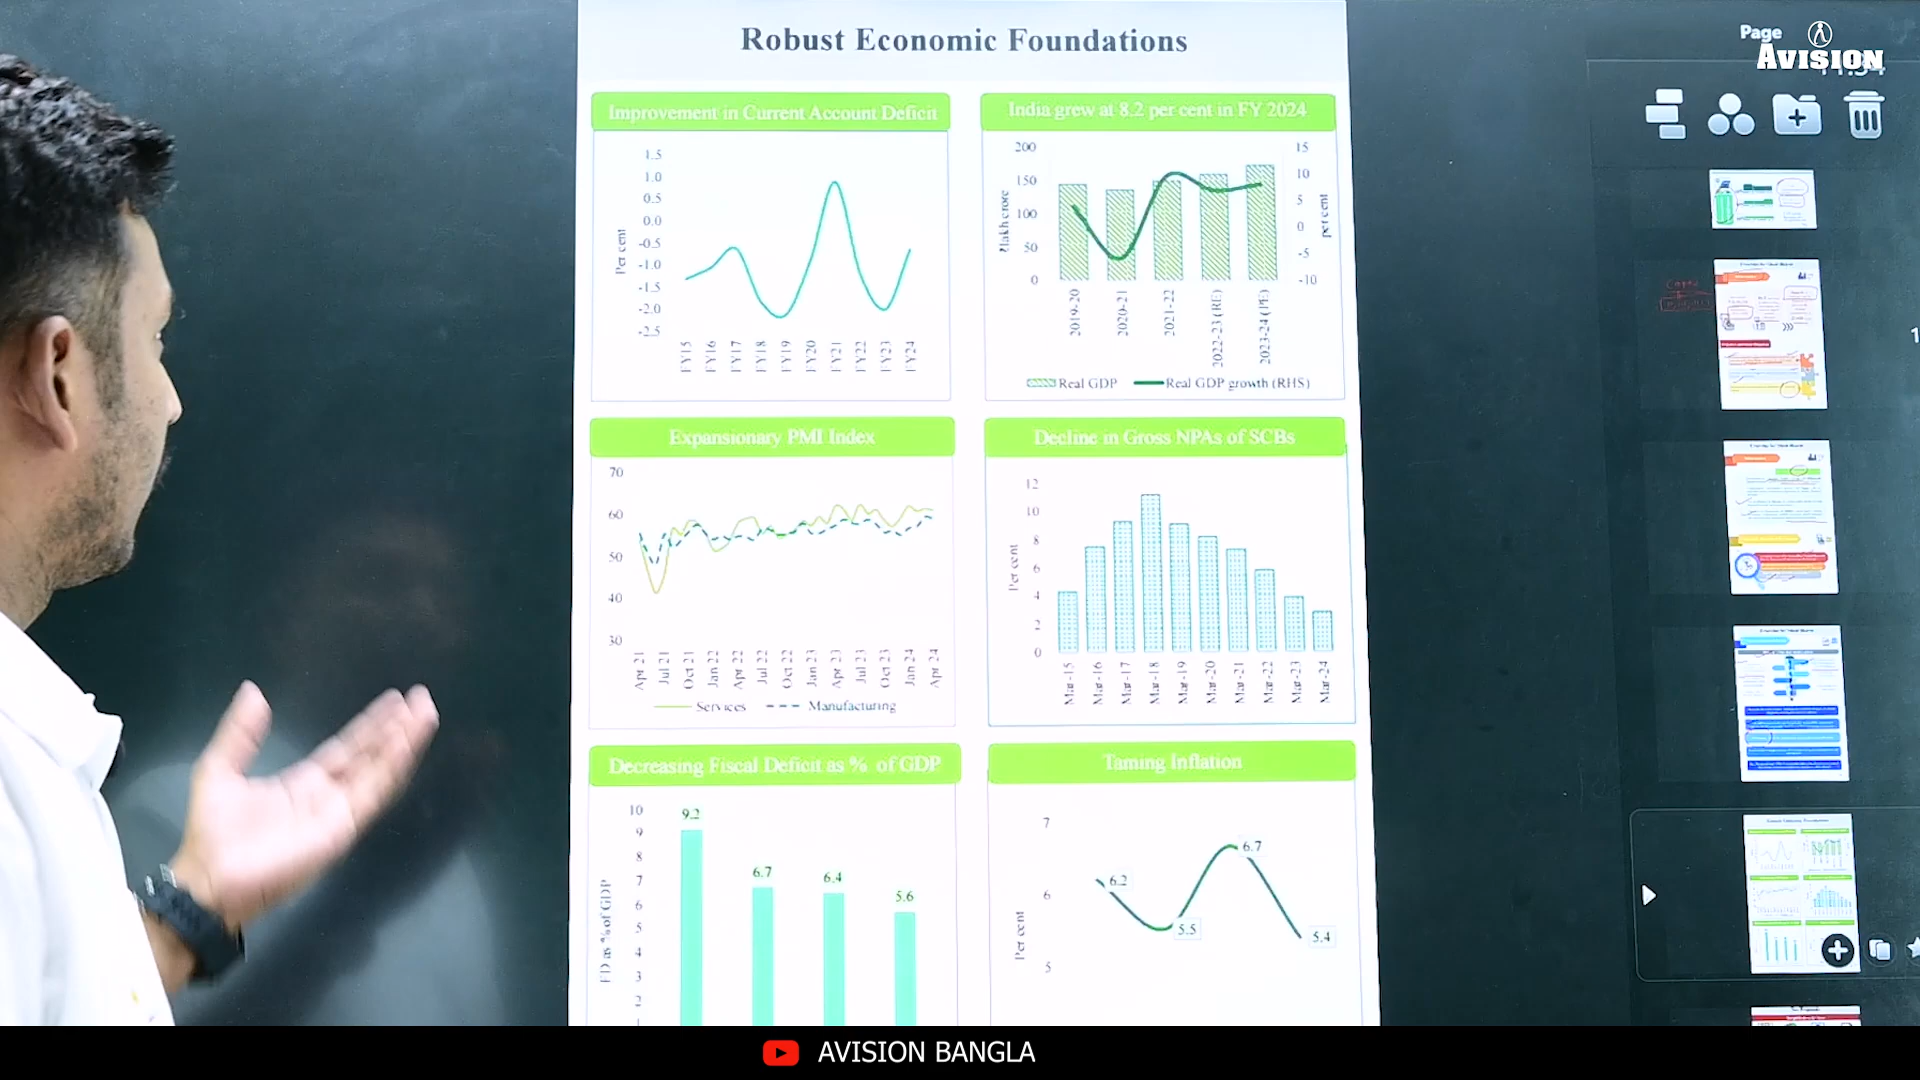 Robust Economic Foundations
Page
AVISION
Improvement in Current Account Deficit
Per cent
1.5
1.0
0.5
0.0
-0.5
-1.0
-1.5
-2.0
-2.5
FY15 FY16 FY17 FY18 FY19 FY20 FY21 FY22 FY23 FY24
India grew at 8.2 per cent in FY 2024
200
150
100
50
0
15
10
5
0
-5
-10
per cent
2019-20 2020-21 2021-22 2022-23 (RE) 2023-24 (PE)
Real GDP Real GDP growth (RHS)
Expansionary PMI Index
70
60
50
40
30
Apr 21 Jul 21 Oct 21 Jan 22 Apr 22 Jul 22 Oct 22 Jan 23 Apr 23 Jul 23 Oct 23 Jan 24 Apr 24
Services Manufacturing
Decline in Gross NPAs of SCBs
Per cent
12
10
8
6
4
2
0
Mar-15 Mar-16 Mar-17 Mar-18 Mar-19 Mar-20 Mar-21 Mar-22 Mar-23 Mar-24
Decreasing Fiscal Deficit as % of GDP
FD as % of GDP
10
9
8
7
6
5
4
3
2
9.2
6.7
6.4
5.6
Taming Inflation
Per cent
7
6
5
6.2
5.5
6.7
5.4
AVISION BANGLA